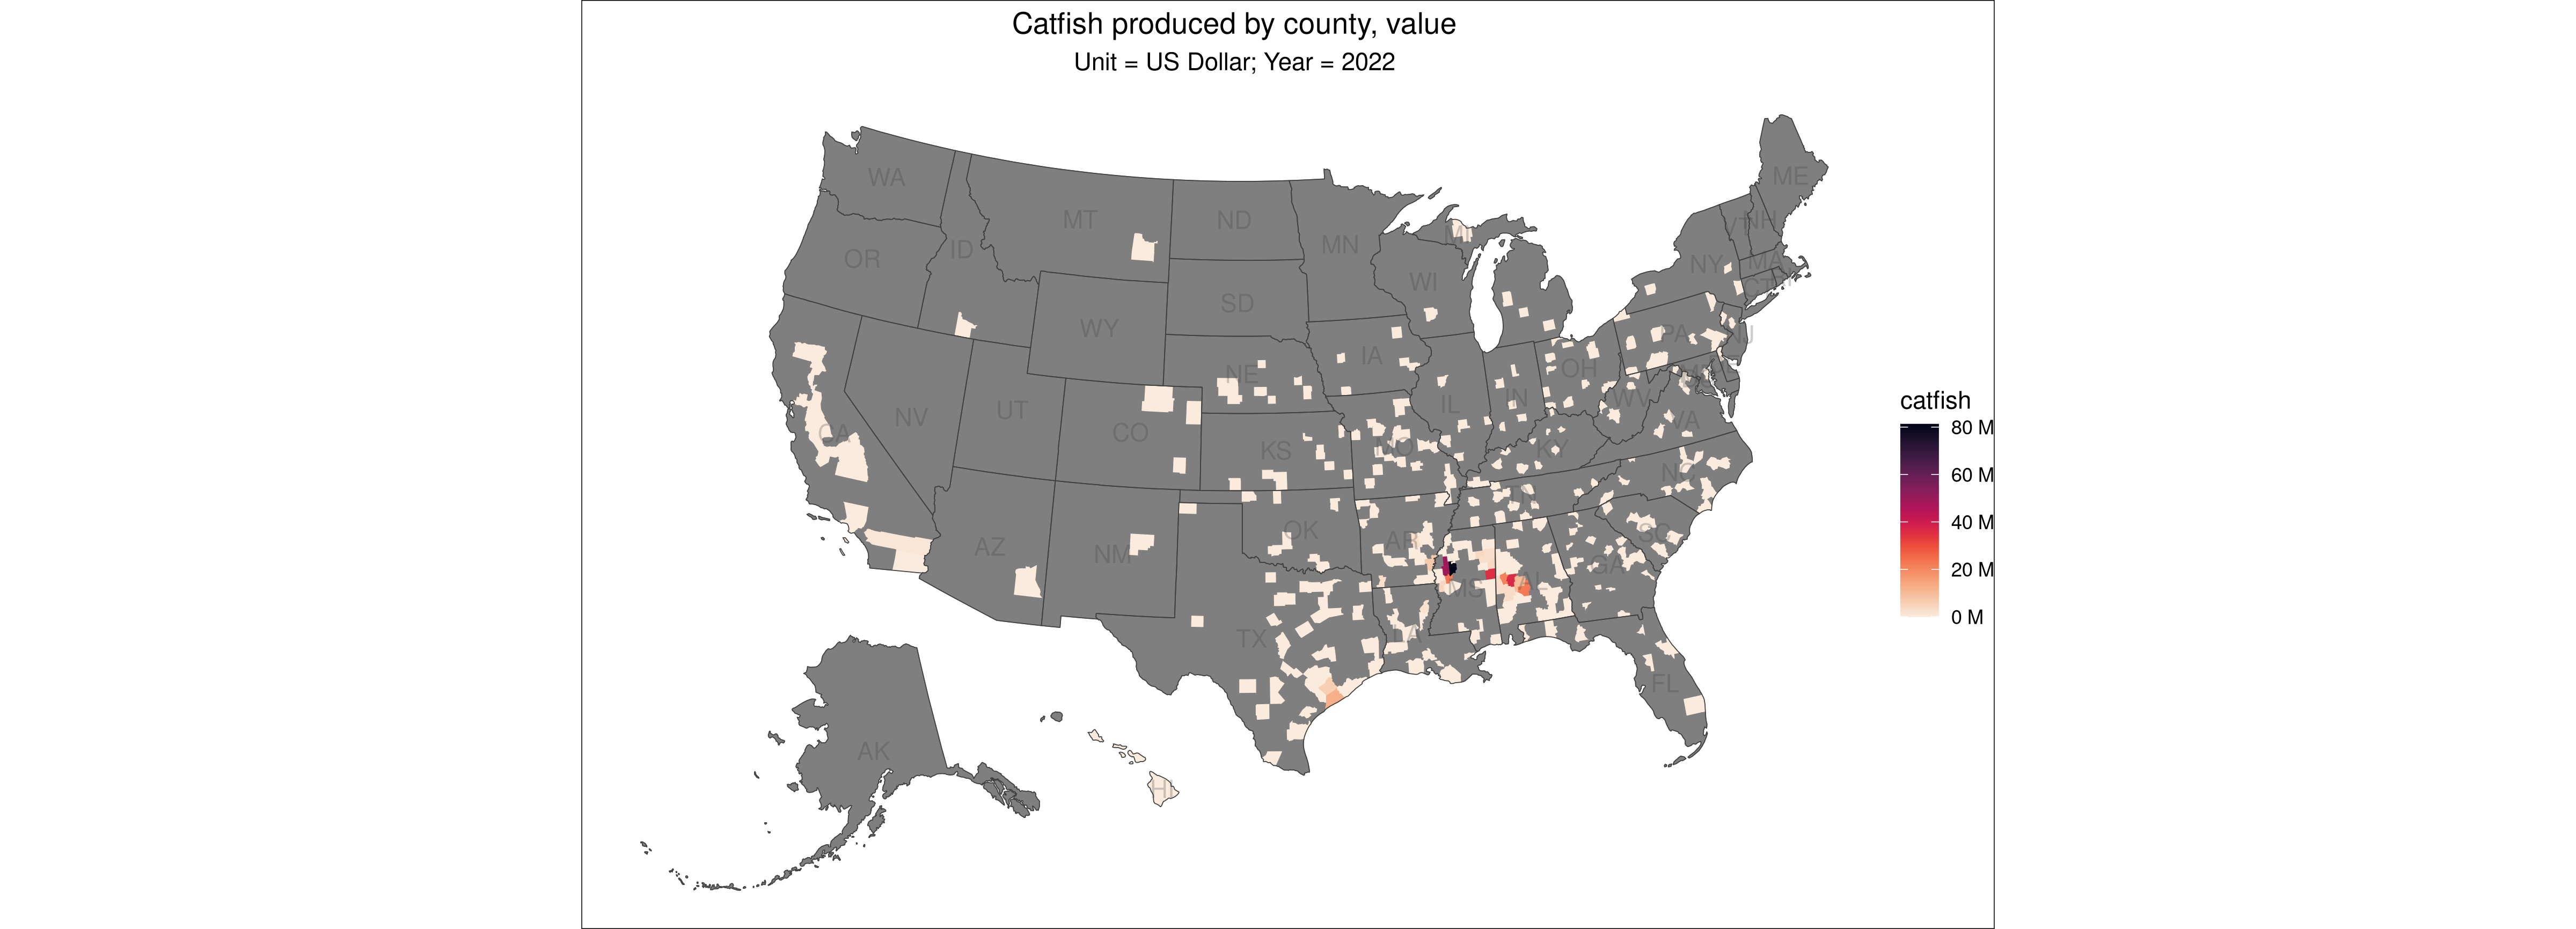 Catfish produced by county, value
Unit = US Dollar; Year = 2022
WA
ME
MT
ND
MN
VT
NH
OR
ID
MI
WI
NY
MA
CT
RI
SD
WY
IA
PA
NJ
NE
OH
NV
UT
CO
IL
IN
WV
VA
CA
KS
MO
KY
NC
TN
AZ
NM
OK
AR
SC
MS
AL
GA
TX
LA
FL
AK
HI
catfish
80 M
60 M
40 M
20 M
0 M